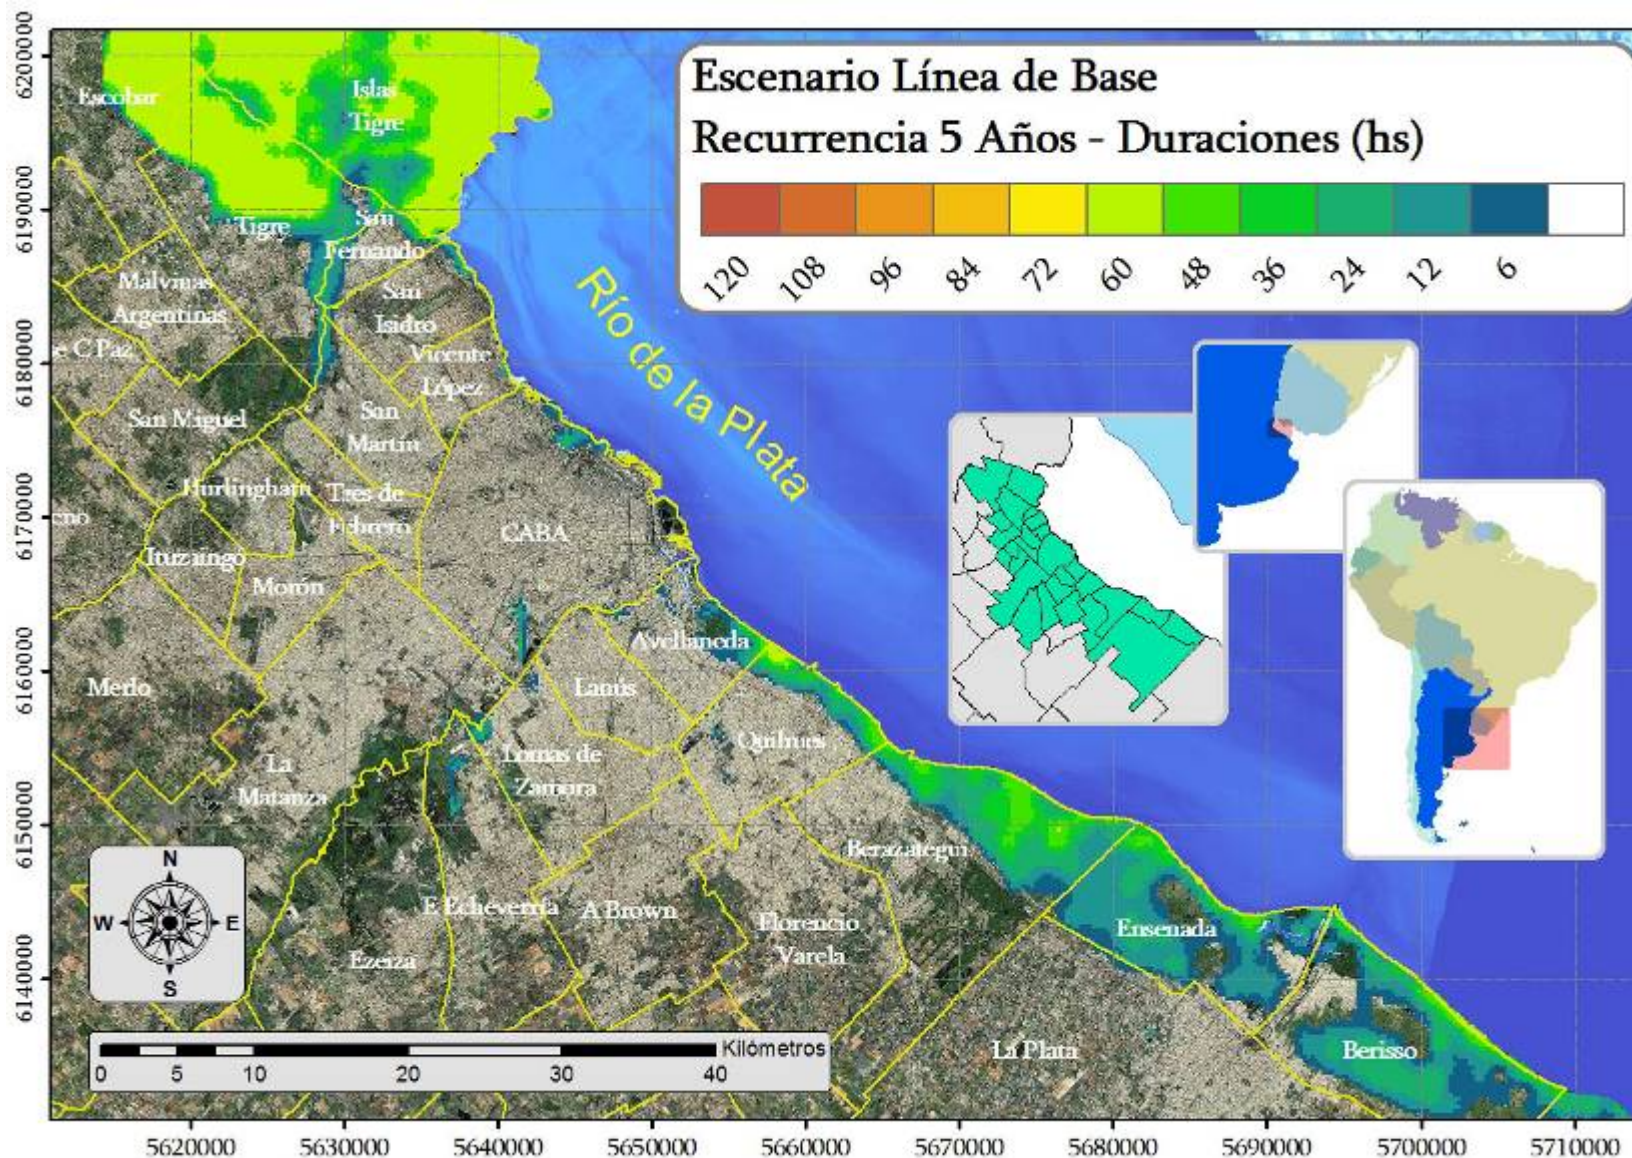 Escenario Línea de Base
Recurrencia 5 Años - Duraciones (hs)
120
108
96
84
72
60
48
36
24
12
6
6200000
6190000
6180000
6170000
6160000
6150000
6140000
Escobar
Islas
Tigre
Tigre
San
Fernando
Malvinas
Argentinas
San
Isidro
e C Paz
Vicente
López
San Miguel
San
Martín
Río de la Plata
Hurlingham
Tres de
Febrero
eno
CABA
Ituzaingó
Morón
Avellaneda
Merlo
Lanús
Quilmes
La
Matanza
Lomas de
Zamora
Berazategui
E Echeverría
A Brown
Florencio
Varela
Ensenada
Ezeiza
La Plata
Berisso
N
W
E
S
Kilómetros
0
5
10
20
30
40
5620000
5630000
5640000
5650000
5660000
5670000
5680000
5690000
5700000
5710000